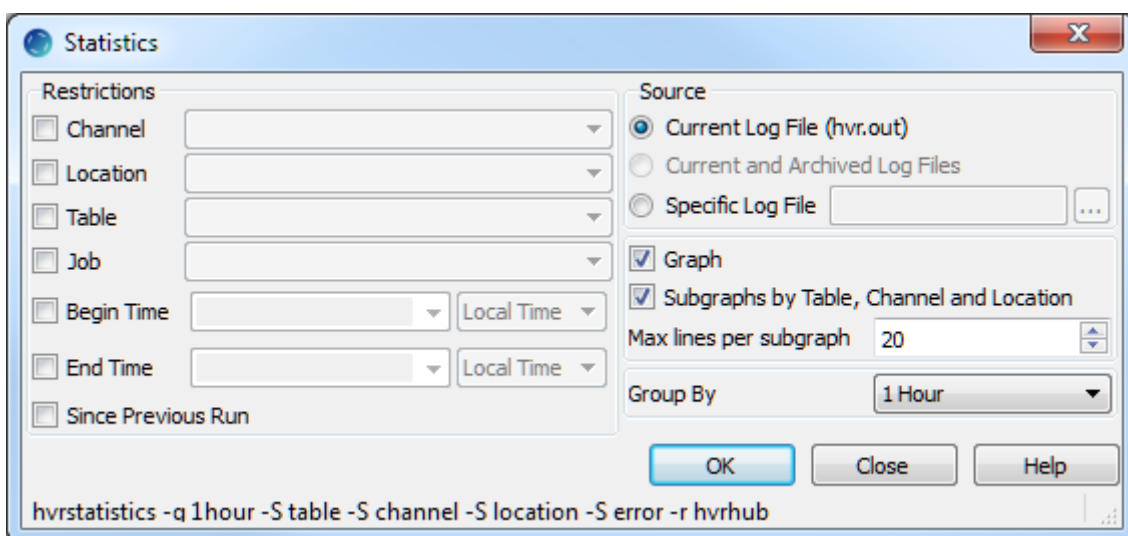 Statistics
Restrictions
Channel
Location
Table
Job
Begin Time Local Time
End Time Local Time
Since Previous Run
Source
Current Log File (hvr.out)
Current and Archived Log Files
Specific Log File ...
Graph
Subgraphs by Table, Channel and Location
Max lines per subgraph 20
Group By 1 Hour
OK Close Help
hvrstatistics -g 1hour -S table -S channel -S location -S error -r hvrhub